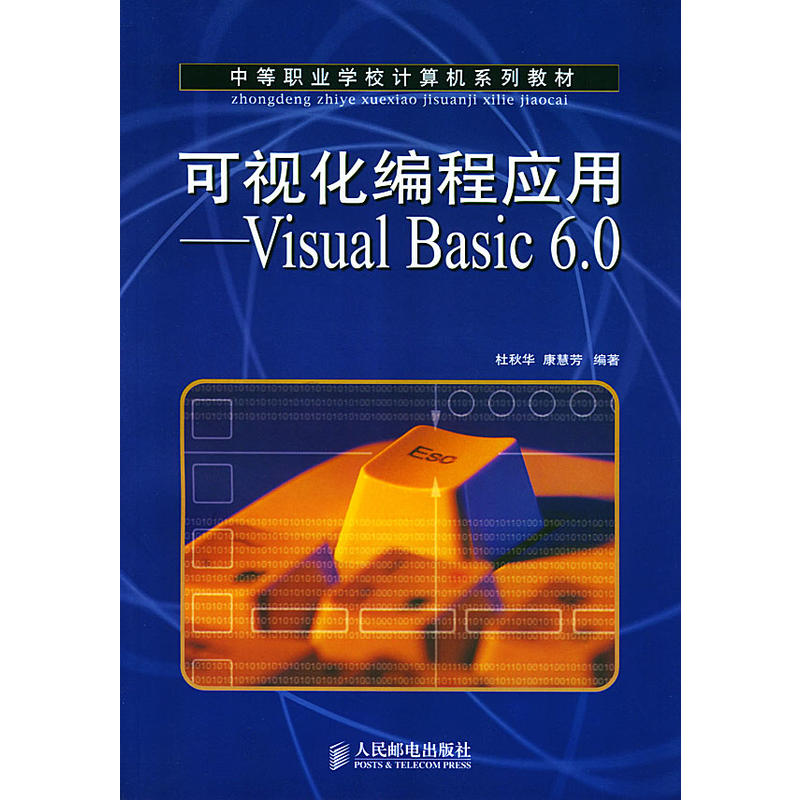 中等职业学校计算机系列教材
zhongdeng zhiye xuexiao jisuanji xilie jiaocai
可视化编程应用
—Visual Basic 6.0
杜秋华 康慧芳 编著
Esc
人民邮电出版社
POSTS & TELECOM PRESS